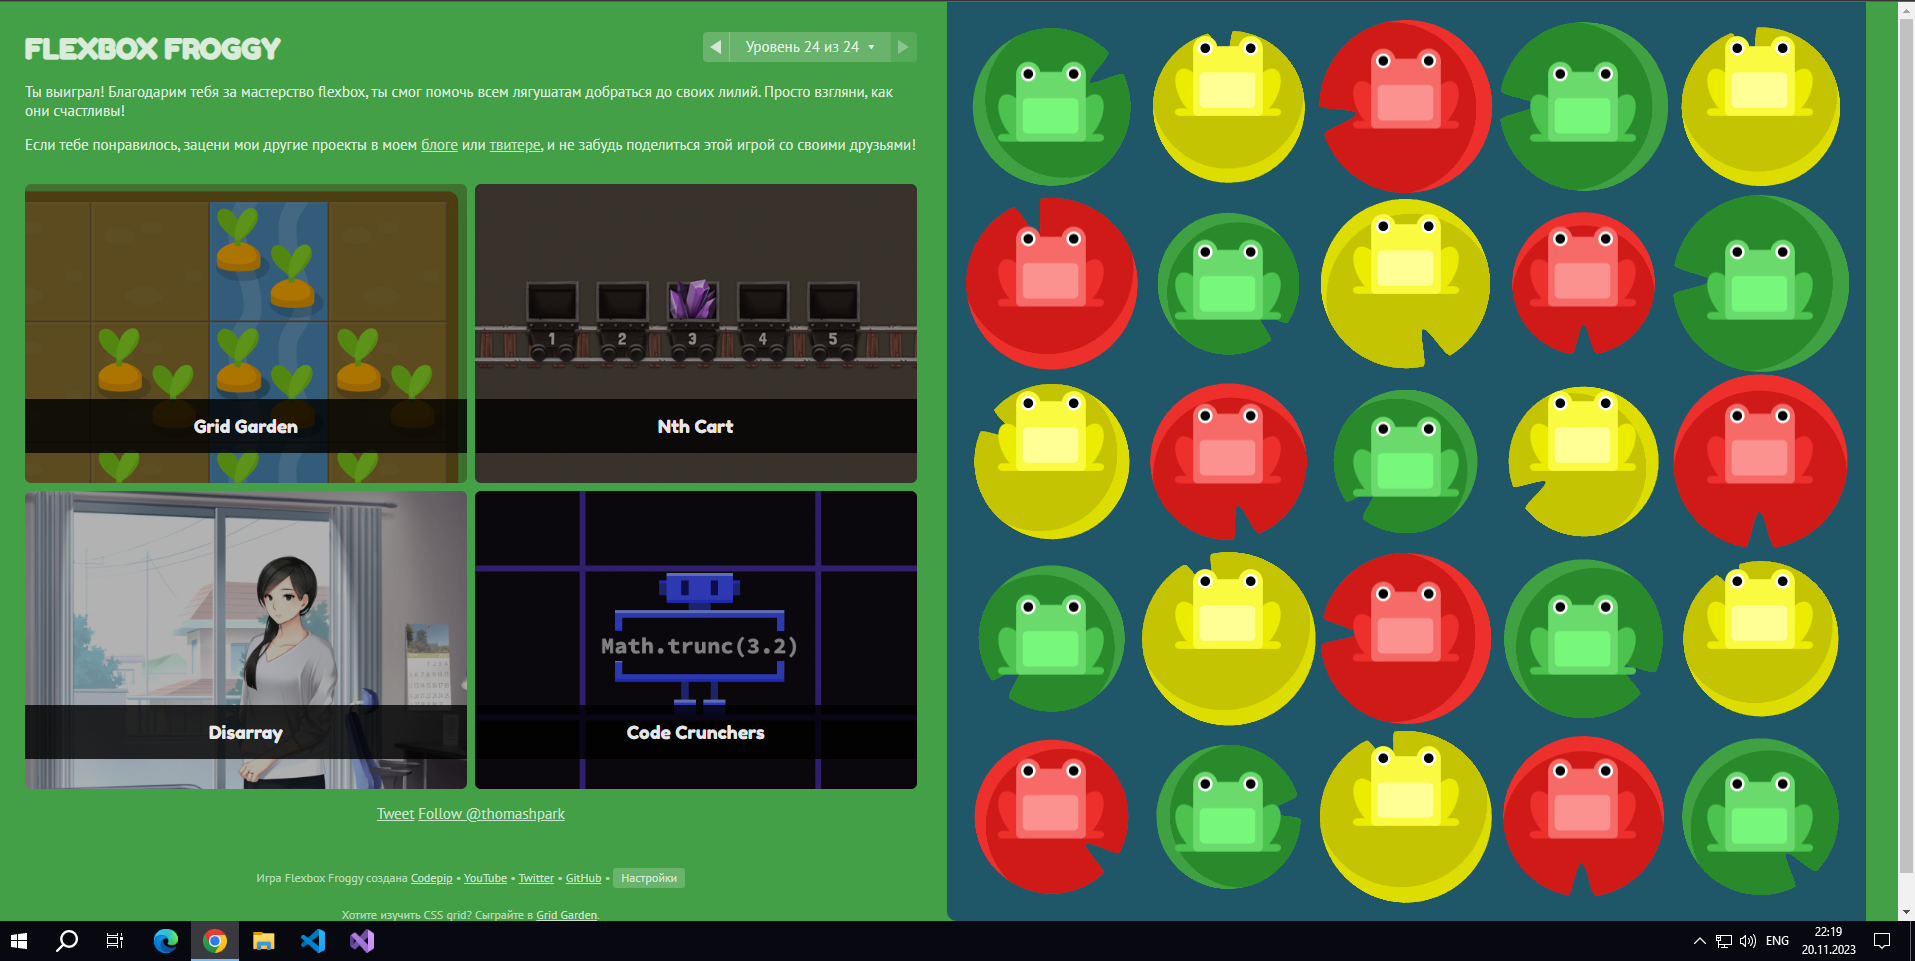 FLEXBOX FROGGY
Уровень 24 из 24
Ты выиграл! Благодарим тебя за мастерство flexbox, ты смог помочь всем лягушатам добраться до своих лилий. Просто взгляни, как
они счастливы!
Если тебе понравилось, зацени мои другие проекты в моем блоге или твитере, и не забудь поделиться этой игрой со своими друзьями!
1 2 3 4 5
Grid Garden
Nth Cart
Math.trunc(3.2)
Disarray
Code Crunchers
Tweet Follow @thomashpark
Игра Flexbox Froggy создана Codepip • YouTube • Twitter • GitHub • Настройки
Хотите изучить CSS grid? Сыграйте в Grid Garden.
ENG
22:19
20.11.2023